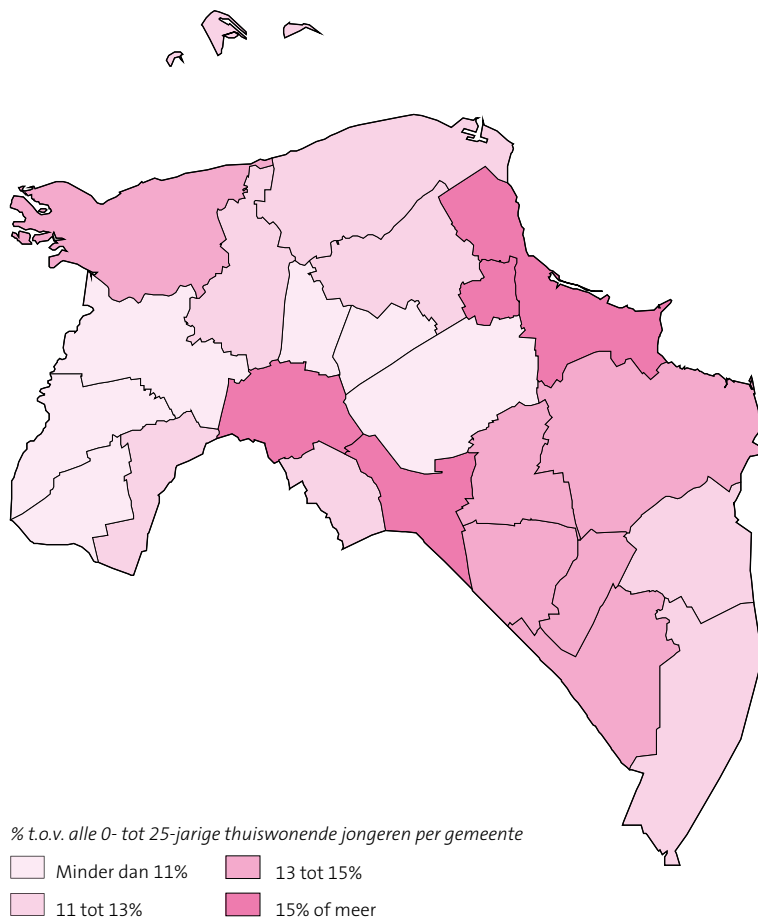 % t.o.v. alle 0- tot 25-jarige thuiswonende jongeren per gemeente
Minder dan 11%
13 tot 15%
11 tot 13%
15% of meer